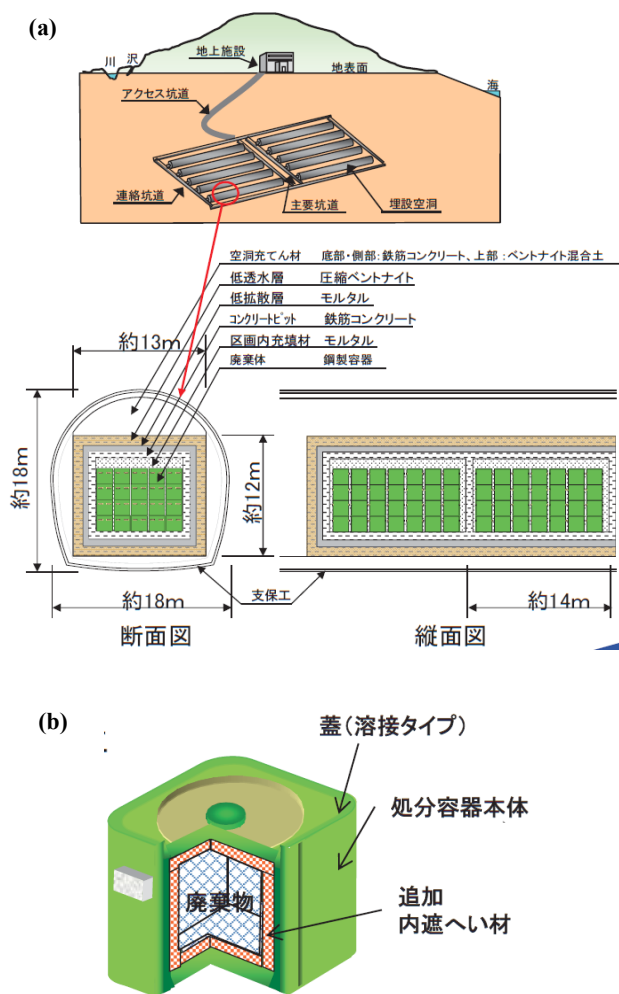 (a)
地上施設
川 沢
地表面
海
アクセス坑道
連絡坑道
主要坑道
埋設空洞
空洞充てん材 底部・側部:鉄筋コンクリート、上部:ベントナイト混合土
低透水層 圧縮ベントナイト
低拡散層 モルタル
コンクリートピット 鉄筋コンクリート
区画内充填材 モルタル
廃棄体 鋼製容器
約13m
約18m
約12m
支保工
約18m
約14m
断面図
縦面図
(b)
蓋(溶接タイプ)
処分容器本体
廃棄物
追加
内遮へい材